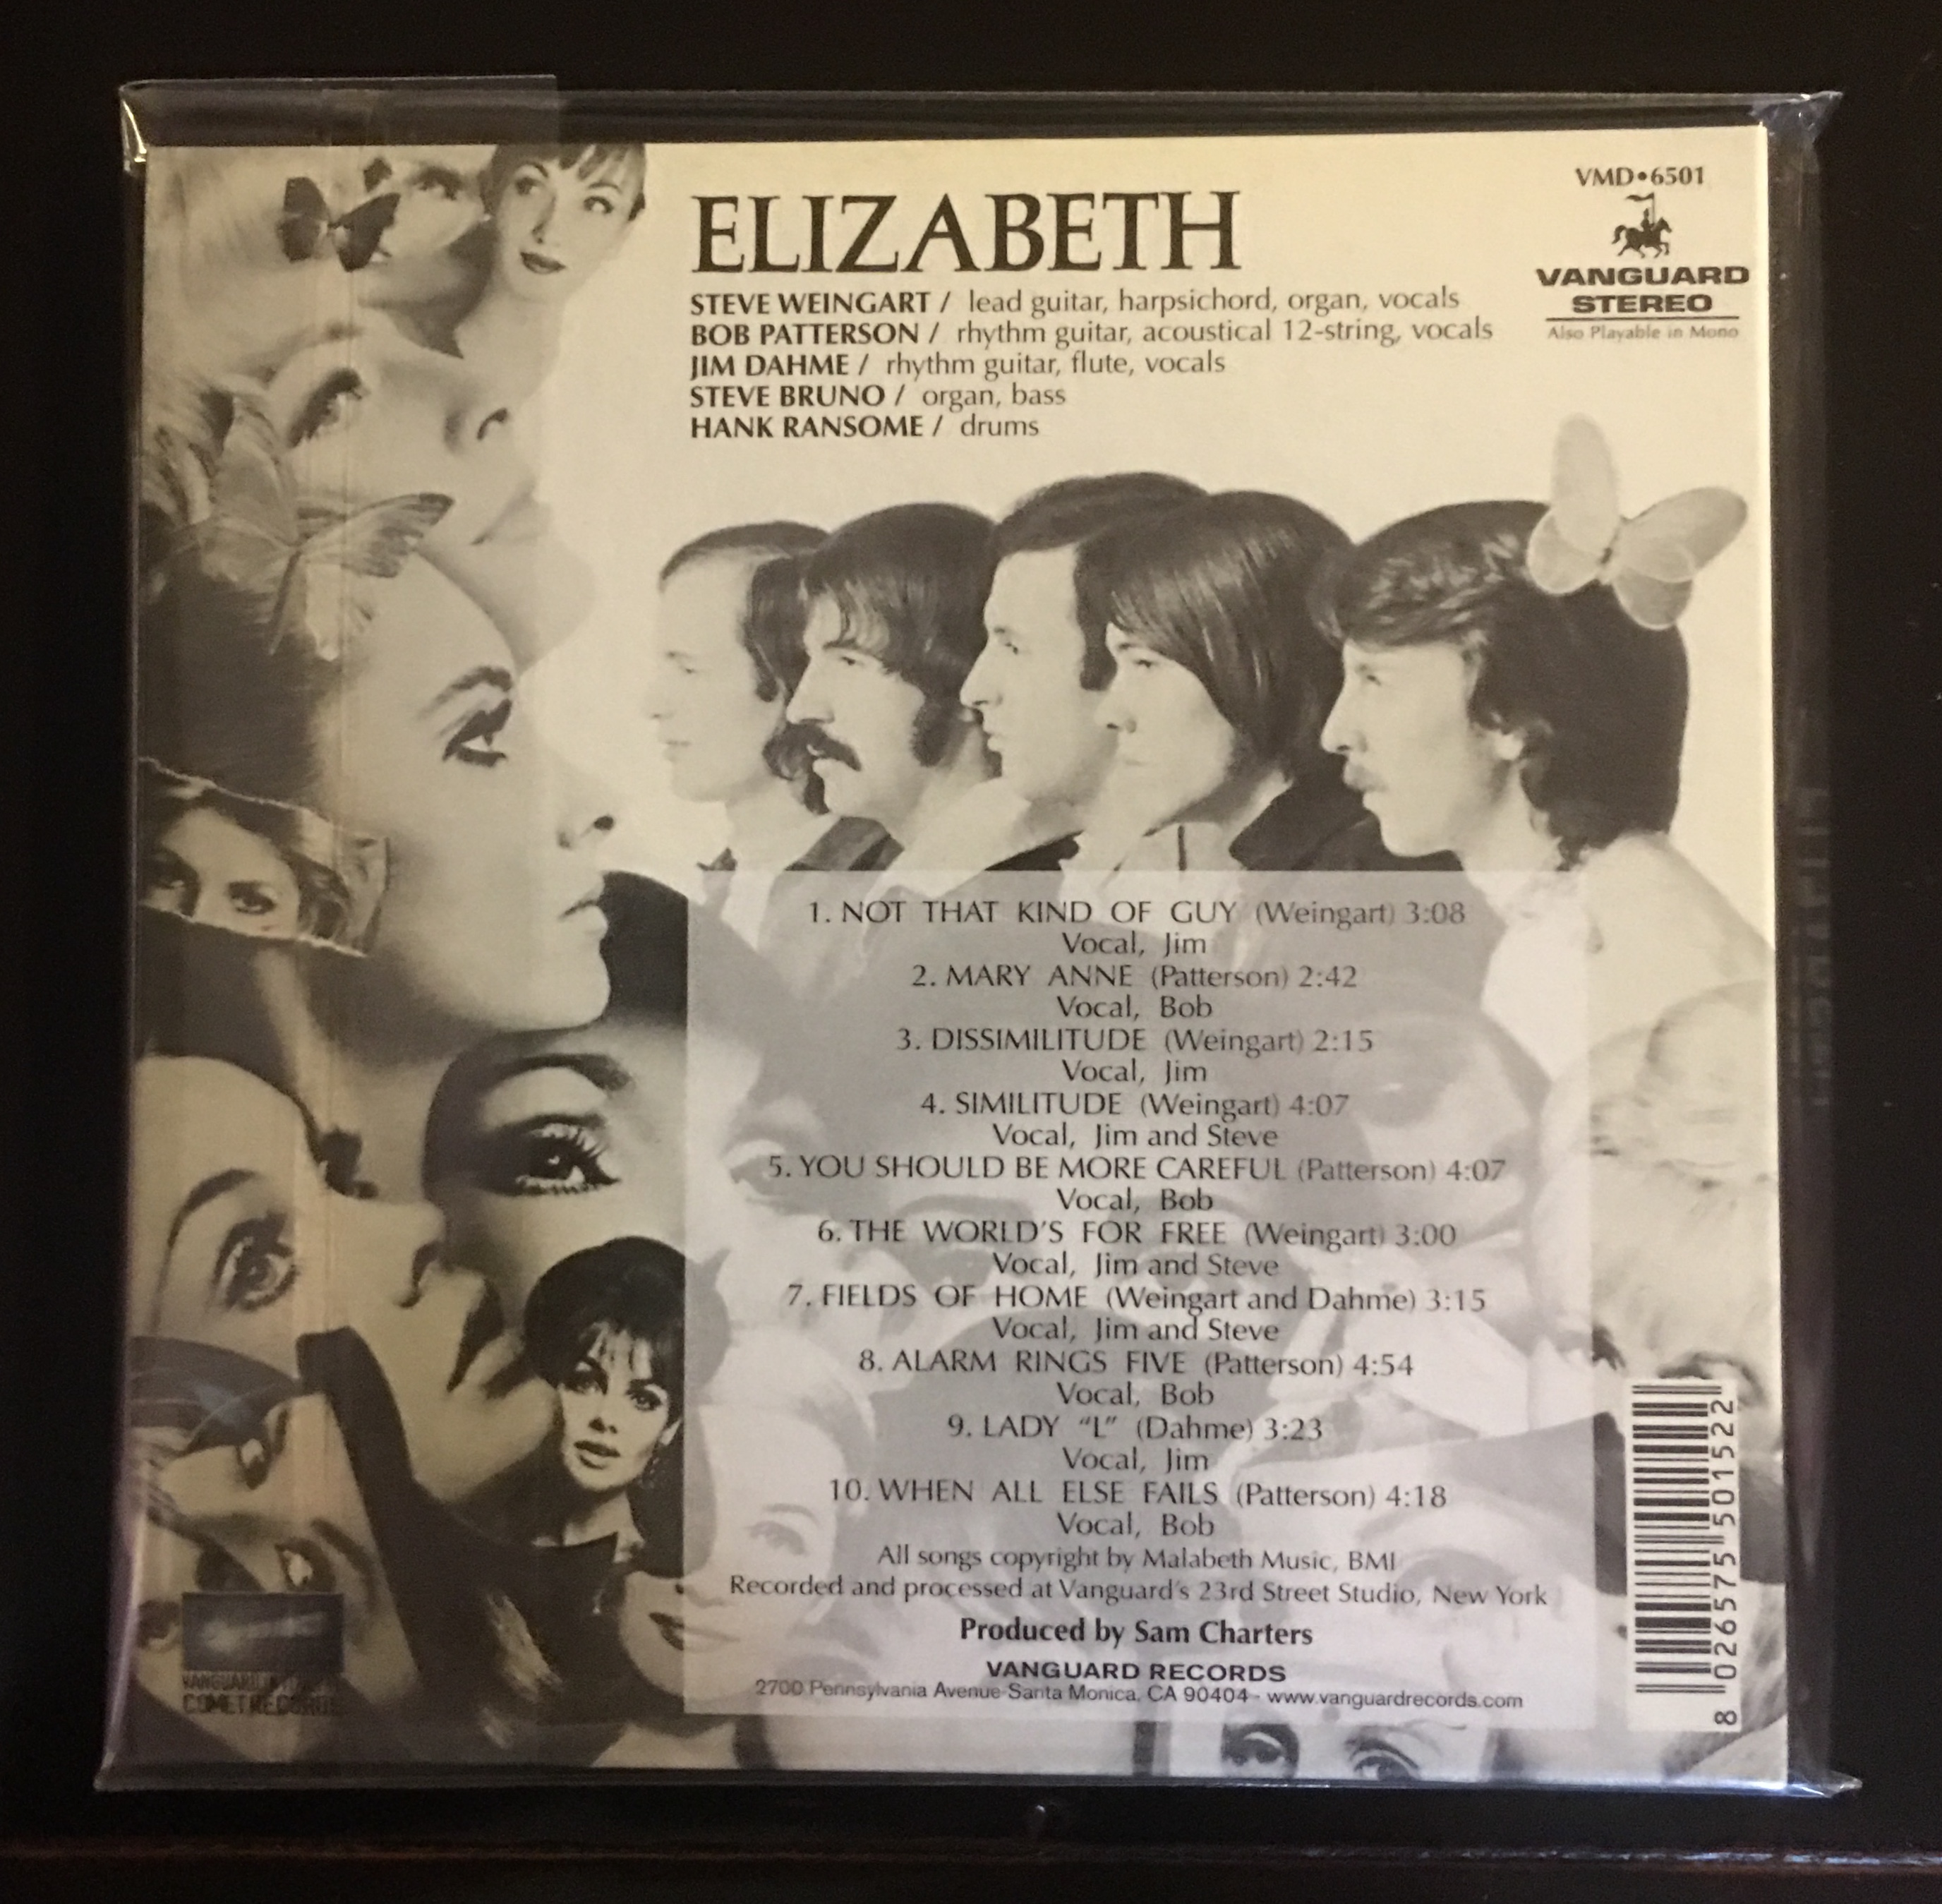 ELIZABETH
STEVE WEINGART / lead guitar, harpsichord, organ, vocals
BOB PATTERSON / rhythm guitar, acoustical 12-string, vocals
JIM DAHME / rhythm guitar, flute, vocals
STEVE BRUNO / organ, bass
HANK RANSOME / drums
VMD•6501
VANGUARD
STEREO
Also Playable in Mono
1. NOT THAT KIND OF GUY (Weingart) 3:08
Vocal, Jim
2. MARY ANNE (Patterson) 2:42
Vocal, Bob
3. DISSIMILITUDE (Weingart) 2:15
Vocal, Jim
4. SIMILITUDE (Weingart) 4:07
Vocal, Jim and Steve
5. YOU SHOULD BE MORE CAREFUL (Patterson) 4:07
Vocal, Bob
6. THE WORLD'S FOR FREE (Weingart) 3:00
Vocal, Jim and Steve
7. FIELDS OF HOME (Weingart and Dahme) 3:15
Vocal, Jim and Steve
8. ALARM RINGS FIVE (Patterson) 4:54
Vocal, Bob
9. LADY "L" (Dahme) 3:23
Vocal, Jim
10. WHEN ALL ELSE FAILS (Patterson) 4:18
Vocal, Bob
All songs copyright by Malabeth Music, BMI
Recorded and processed at Vanguard's 23rd Street Studio, New York
Produced by Sam Charters
VANGUARD RECORDS
2700 Pennsylvania Avenue-Santa Monica, CA 90404 - www.vanguardrecords.com
8 026575 501522
VANGUARD
COMET RECORDS